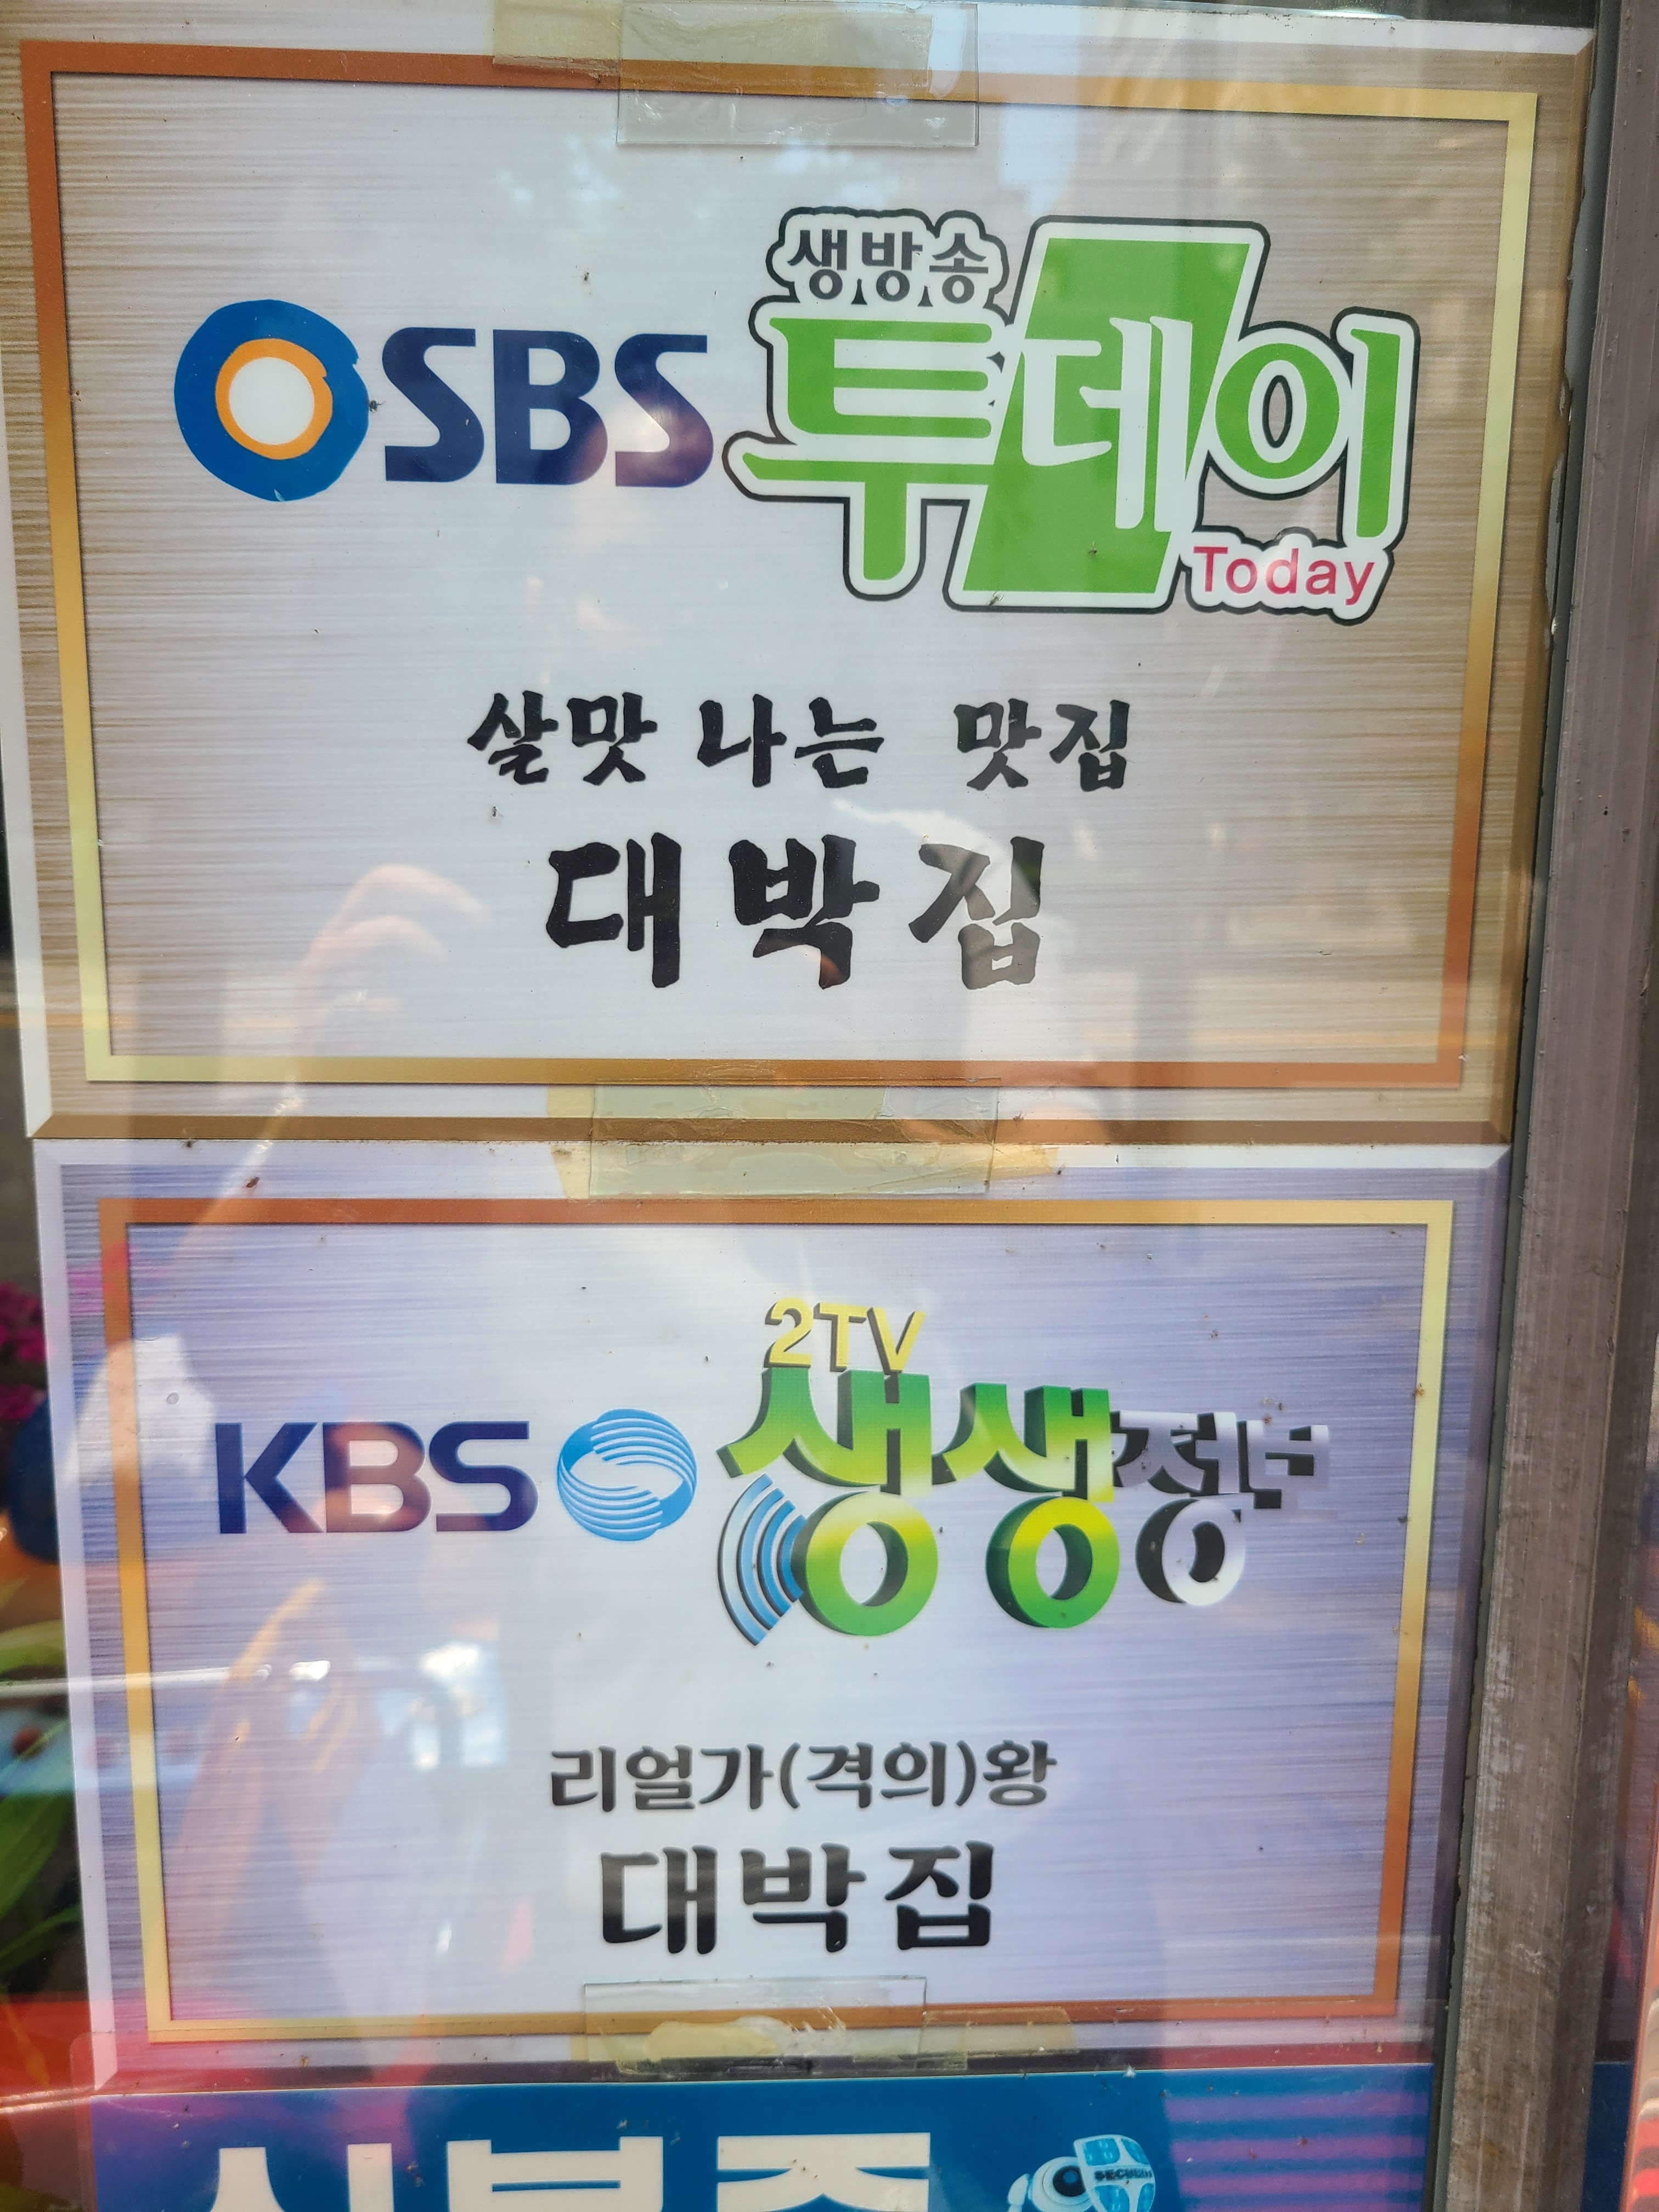 생방송
SBS 투데이
Today
살맛 나는 맛집
대박집
2TV
KBS 생생정보
리얼가(격의)왕
대박집